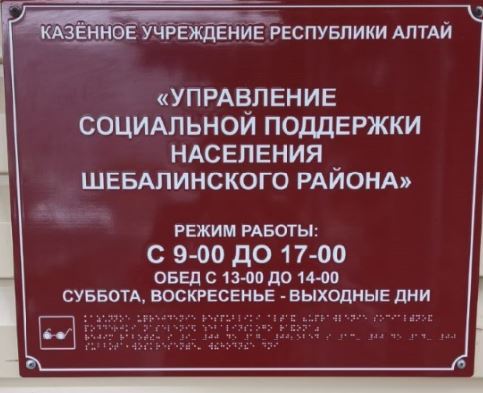 КАЗЁННОЕ УЧРЕЖДЕНИЕ РЕСПУБЛИКИ АЛТАЙ
«УПРАВЛЕНИЕ
СОЦИАЛЬНОЙ ПОДДЕРЖКИ
НАСЕЛЕНИЯ
ШЕБАЛИНСКОГО РАЙОНА»
РЕЖИМ РАБОТЫ:
С 9-00 ДО 17-00
ОБЕД С 13-00 ДО 14-00
СУББОТА, ВОСКРЕСЕНЬЕ - ВЫХОДНЫЕ ДНИ